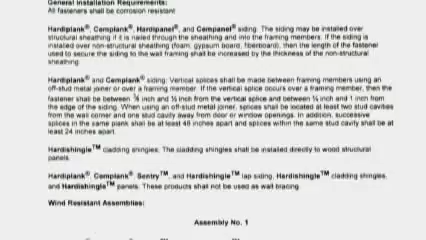 General Installation Requirements:
All fasteners shall be corrosion resistant
Hardiplank®, Cemplank®, Hardipanel®, and Cempanel® siding. The siding may be installed over
structural sheathing if it is nailed through the sheathing and into the framing members. If the siding is
installed over non-structural sheathing (foam, gypsum board, fiberboard), then the length of the fastener
used to secure the siding to the wall framing shall be increased by the thickness of the non-structural
sheathing.
Hardiplank® and Cemplank® siding: Vertical splices shall be made between framing members using an
off-stud metal joiner or over a framing member. If the vertical splice occurs over a framing member, then the
fastener shall be between inch and ½ inch from the vertical splice and between ¾ inch and 1 inch from
the edge of the siding. When using an off-stud metal joiner, splices shall be located at least two stud cavities
from the wall corner and one stud cavity away from door or window openings. In addition, successive
splices in the same plank shall be at least 48 inches apart and splices within the same stud cavity shall be at
least 24 inches apart.
Hardishingle™ cladding shingles. The cladding shingles shall be installed directly to wood structural
panels.
Hardiplank®, Cemplank®, Sentry™, and Hardishingle™ lap siding, Hardishingle™ cladding shingles,
and Hardishingle™ panels. These products shall not be used as wall bracing.
Wind Resistant Assemblies:
Assembly No. 1